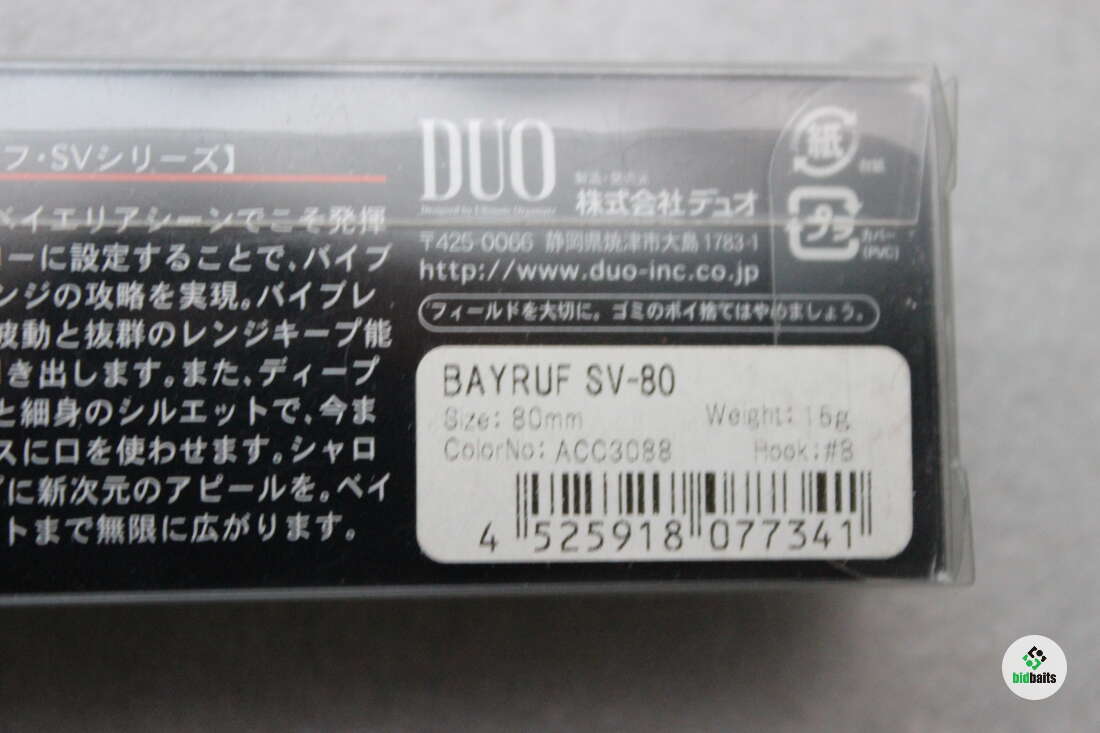 フ・SVシリーズ】
ベイエリアシーンでこそ発揮
ーに設定することで、バイブ
ンジの攻略を実現。バイブレ
波動と抜群のレンジキープ能
き出します。また、ディープ
と細身のシルエットで、今ま
スに口を使わせます。シャロ
に新次元のアピールを。ベイ
トまで無限に広がります。
DUO
株式会社デュオ
〒425-0066 静岡県焼津市大島1783-1
http://www.duo-inc.co.jp
フィールドを大切に。ゴミのポイ捨てはやめましょう。
紙
プラ
カバー
(PVC)
BAYRUF SV-80
Size: 80mm Weight: 15g
ColorNo: ACC3088 Hook:#8
4 525918 077341
bidbaits